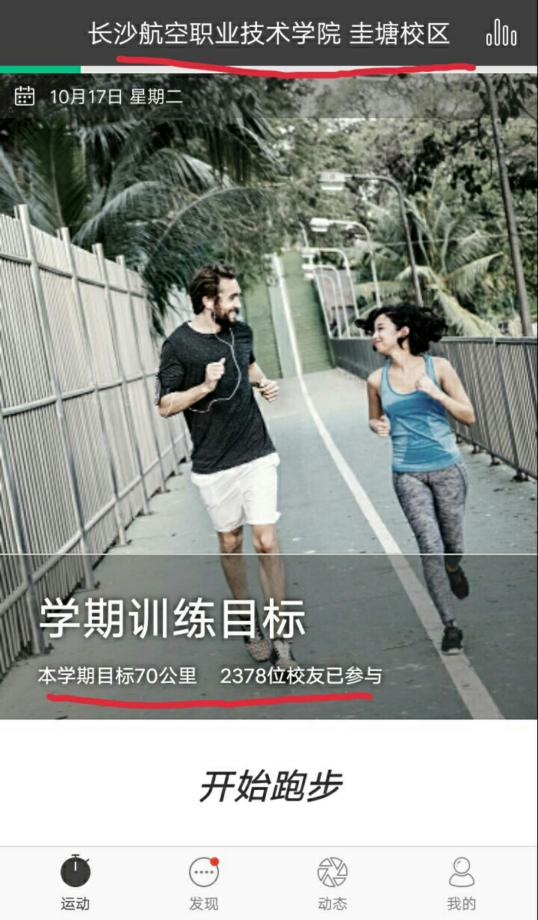 长沙航空职业技术学院 圭塘校区
10月17日 星期二
学期训练目标
本学期目标70公里 2378位校友已参与
开始跑步
运动 发现 动态 我的